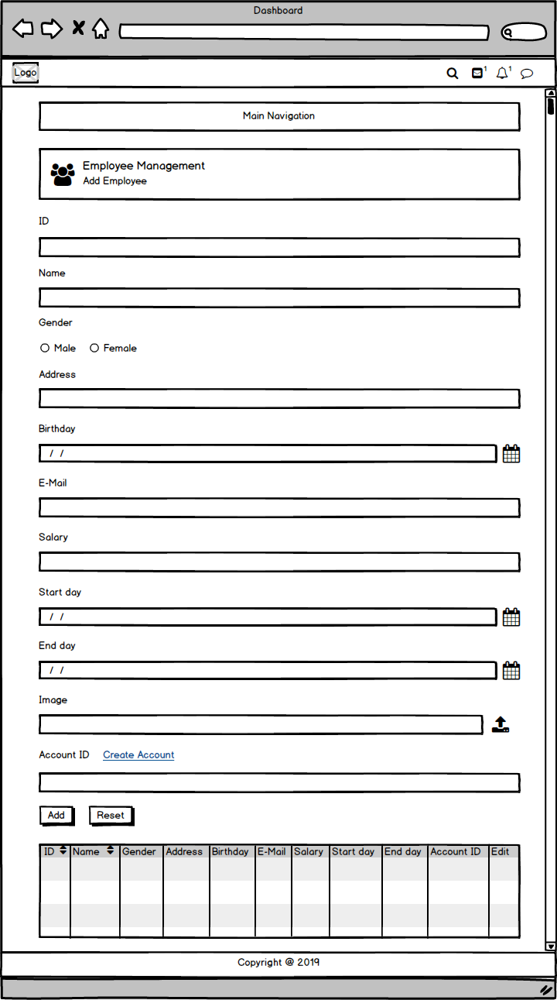 Dashboard
Logo
1
1
Main Navigation
Employee Management
Add Employee
ID
Name
Gender
Male Female
Address
Birthday
/ /
E-Mail
Salary
Start day
/ /
End day
/ /
Image
Account ID Create Account
Add Reset
ID Name Gender Address Birthday E-Mail Salary Start day End day Account ID Edit
Copyright @ 2019